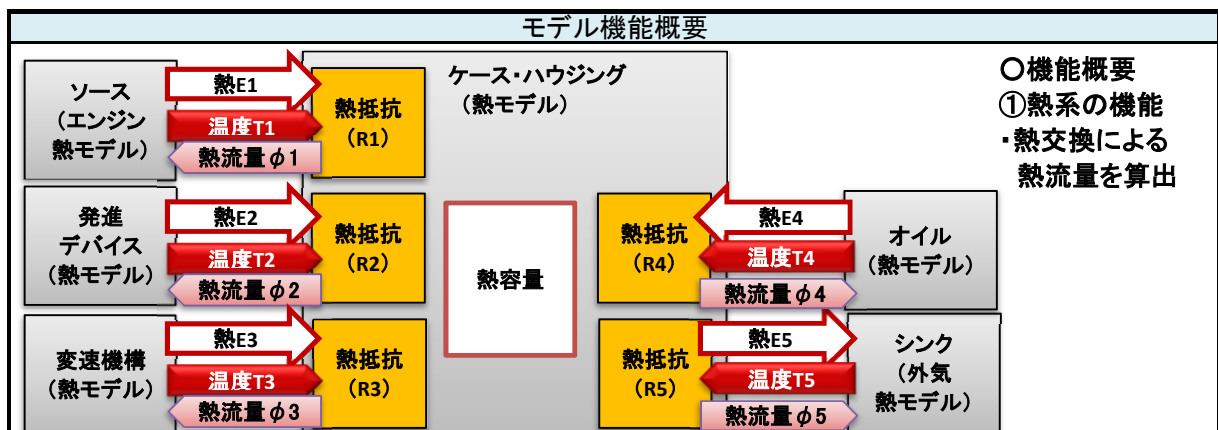 モデル機能概要
ソース
（エンジン
熱モデル）
熱E1
温度T1
熱流量φ1
熱抵抗
（R1）
ケース・ハウジング
（熱モデル）
〇機能概要
①熱系の機能
・熱交換による
熱流量を算出
発進
デバイス
（熱モデル）
熱E2
温度T2
熱流量φ2
熱抵抗
（R2）
熱容量
熱抵抗
（R4）
熱E4
温度T4
熱流量φ4
オイル
（熱モデル）
変速機構
（熱モデル）
熱E3
温度T3
熱流量φ3
熱抵抗
（R3）
熱抵抗
（R5）
熱E5
温度T5
熱流量φ5
シンク
（外気
熱モデル）